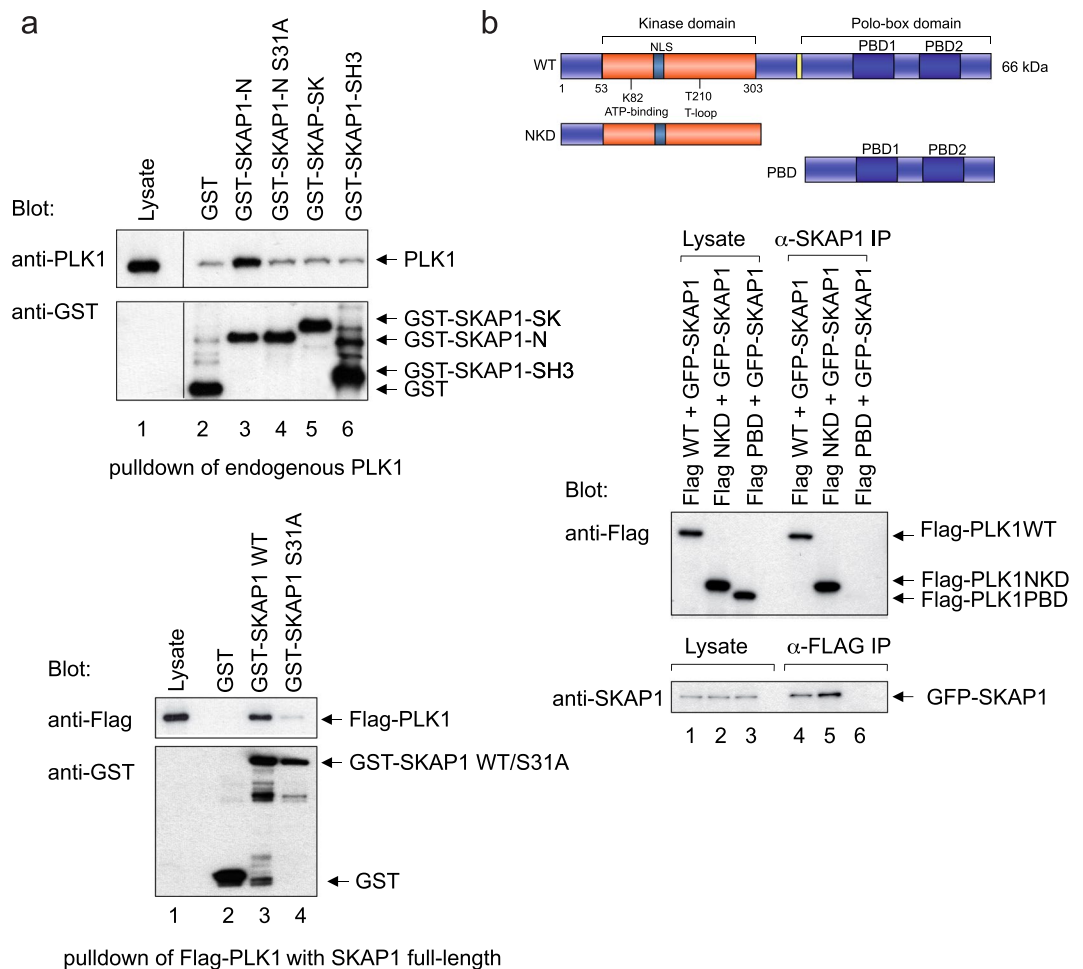 a
Blot:
Lysate
GST
GST-SKAP1-N
GST-SKAP1-N S31A
GST-SKAP-SK
GST-SKAP1-SH3
anti-PLK1
PLK1
anti-GST
GST-SKAP1-SK
GST-SKAP1-N
GST-SKAP1-SH3
GST
1 2 3 4 5 6
pulldown of endogenous PLK1
Blot:
Lysate
GST
GST-SKAP1 WT
GST-SKAP1 S31A
anti-Flag
Flag-PLK1
anti-GST
GST-SKAP1 WT/S31A
GST
1 2 3 4
pulldown of Flag-PLK1 with SKAP1 full-length
b
Kinase domain
Polo-box domain
NLS
PBD1 PBD2
WT
66 kDa
1 53 K82 T210 303
ATP-binding T-loop
NKD
PBD1 PBD2
PBD
Lysate
α-SKAP1 IP
Blot:
Flag WT + GFP-SKAP1
Flag NKD + GFP-SKAP1
Flag PBD + GFP-SKAP1
Flag WT + GFP-SKAP1
Flag NKD + GFP-SKAP1
Flag PBD + GFP-SKAP1
anti-Flag
Flag-PLK1WT
Flag-PLK1NKD
Flag-PLK1PBD
Lysate
α-FLAG IP
anti-SKAP1
GFP-SKAP1
1 2 3 4 5 6